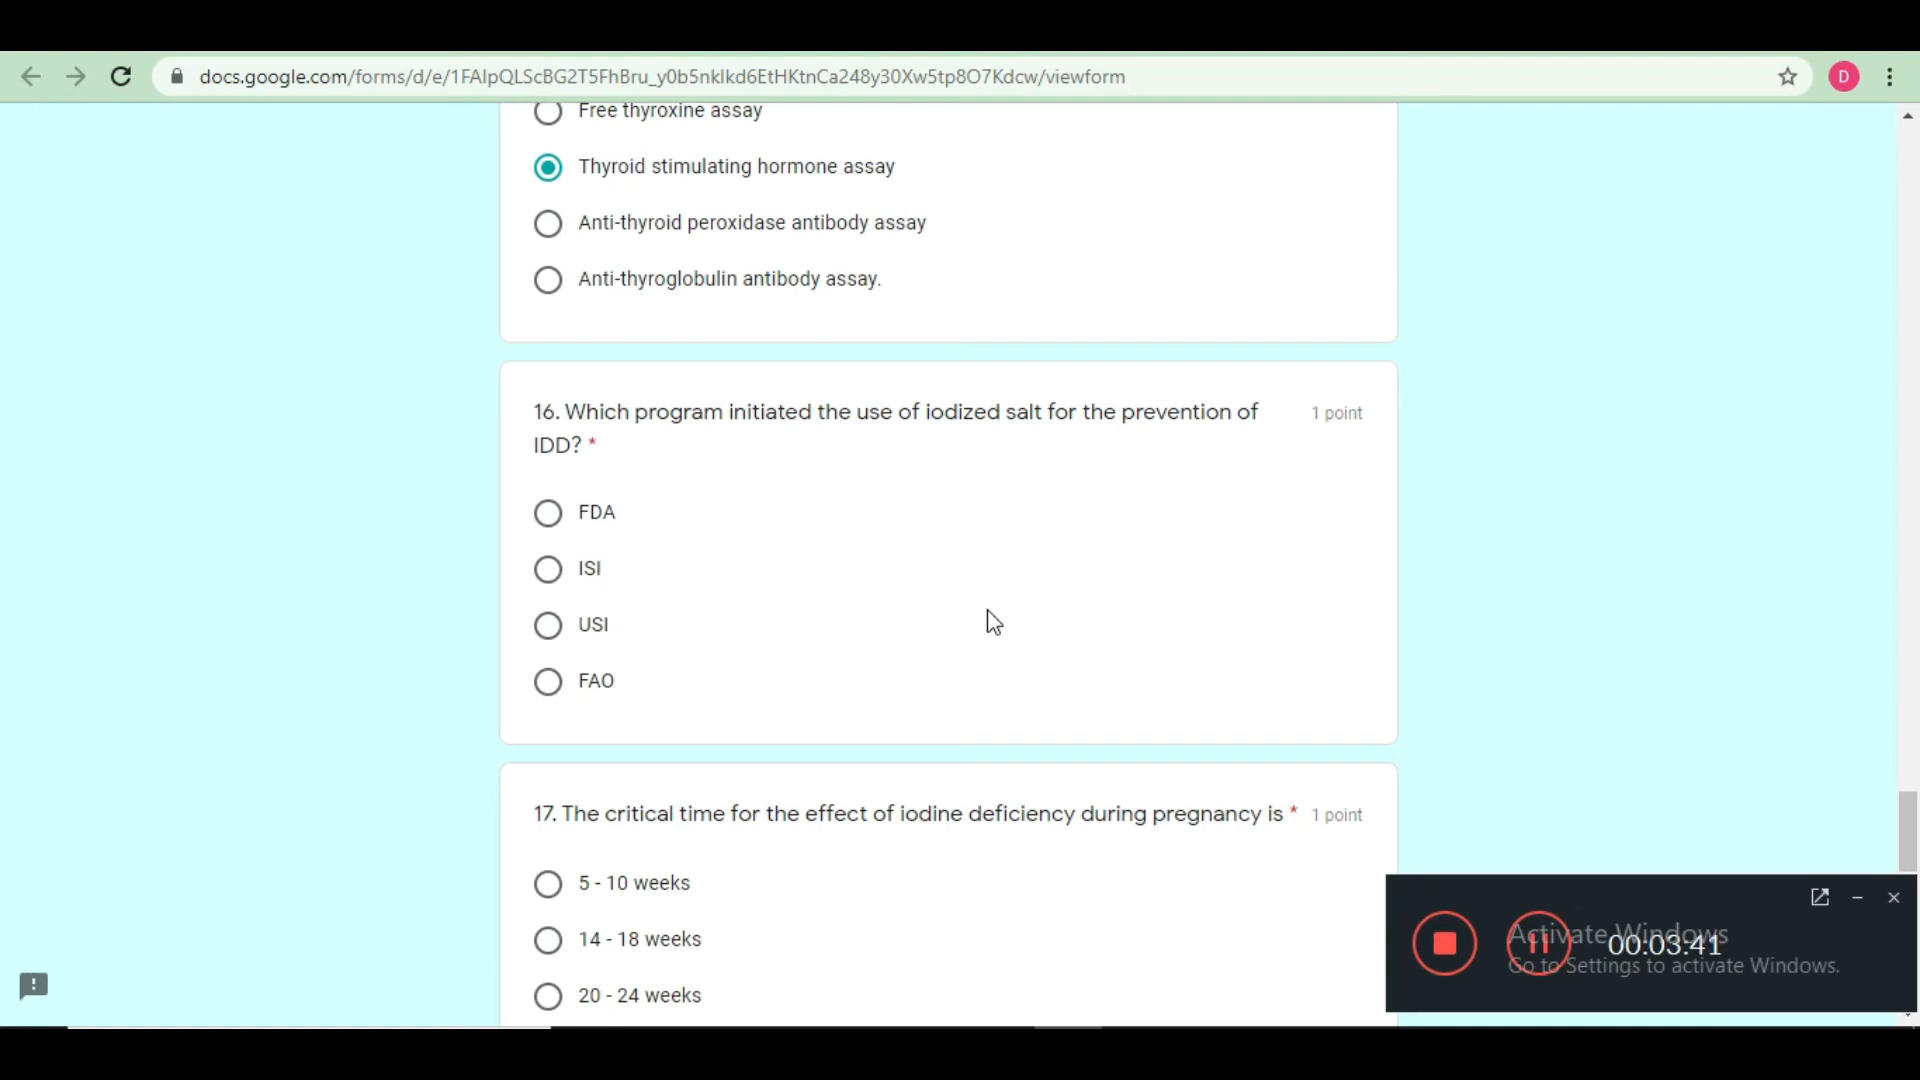 docs.google.com/forms/d/e/1FAIpQLScBG2T5FhBru_y0b5nkIkd6EtHKtnCa248y30Xw5tp8O7Kdcw/viewform
D
Free thyroxine assay
Thyroid stimulating hormone assay
Anti-thyroid peroxidase antibody assay
Anti-thyroglobulin antibody assay.
16. Which program initiated the use of iodized salt for the prevention of 1 point
IDD? *
FDA
ISI
USI
FAO
17. The critical time for the effect of iodine deficiency during pregnancy is * 1 point
5 - 10 weeks
14 - 18 weeks
20 - 24 weeks
Activate Windows
00:03:41
Go to Settings to activate Windows.